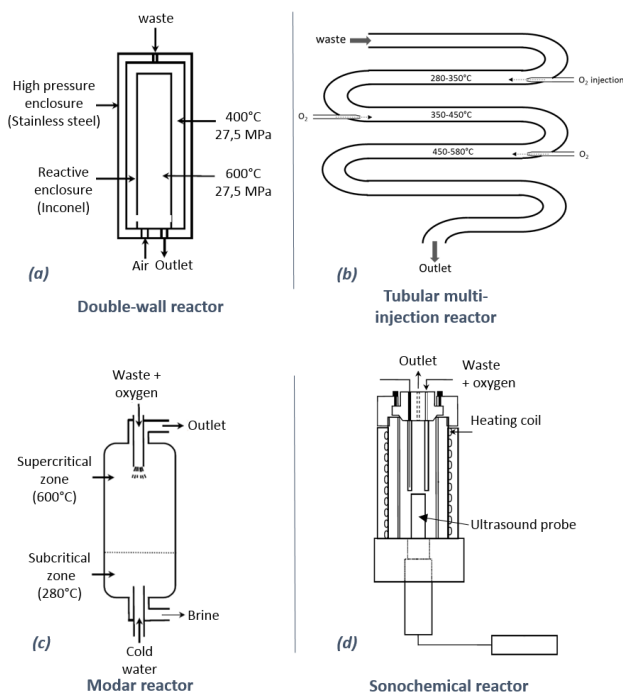 waste
High pressure
enclosure
(Stainless steel)
400°C
27,5 MPa
Reactive
enclosure
(Inconel)
600°C
27,5 MPa
Air Outlet
(a)
Double-wall reactor
waste
280-350°C
O₂ injection
O₂
350-450°C
450-580°C
O₂
Outlet
(b)
Tubular multi-
injection reactor
Waste +
oxygen
Outlet
Supercritical
zone
(600°C)
Subcritical
zone
(280°C)
Brine
(c)
Cold
water
Modar reactor
Outlet
Waste
+ oxygen
Heating coil
Ultrasound probe
(d)
Sonochemical reactor